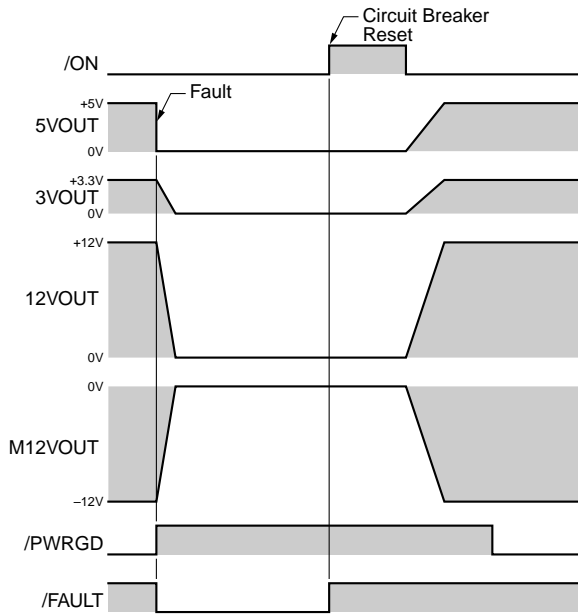 Circuit Breaker
Reset
/ON
Fault
+5V
5VOUT
0V
+3.3V
3VOUT
0V
+12V
12VOUT
0V
0V
M12VOUT
–12V
/PWRGD
/FAULT